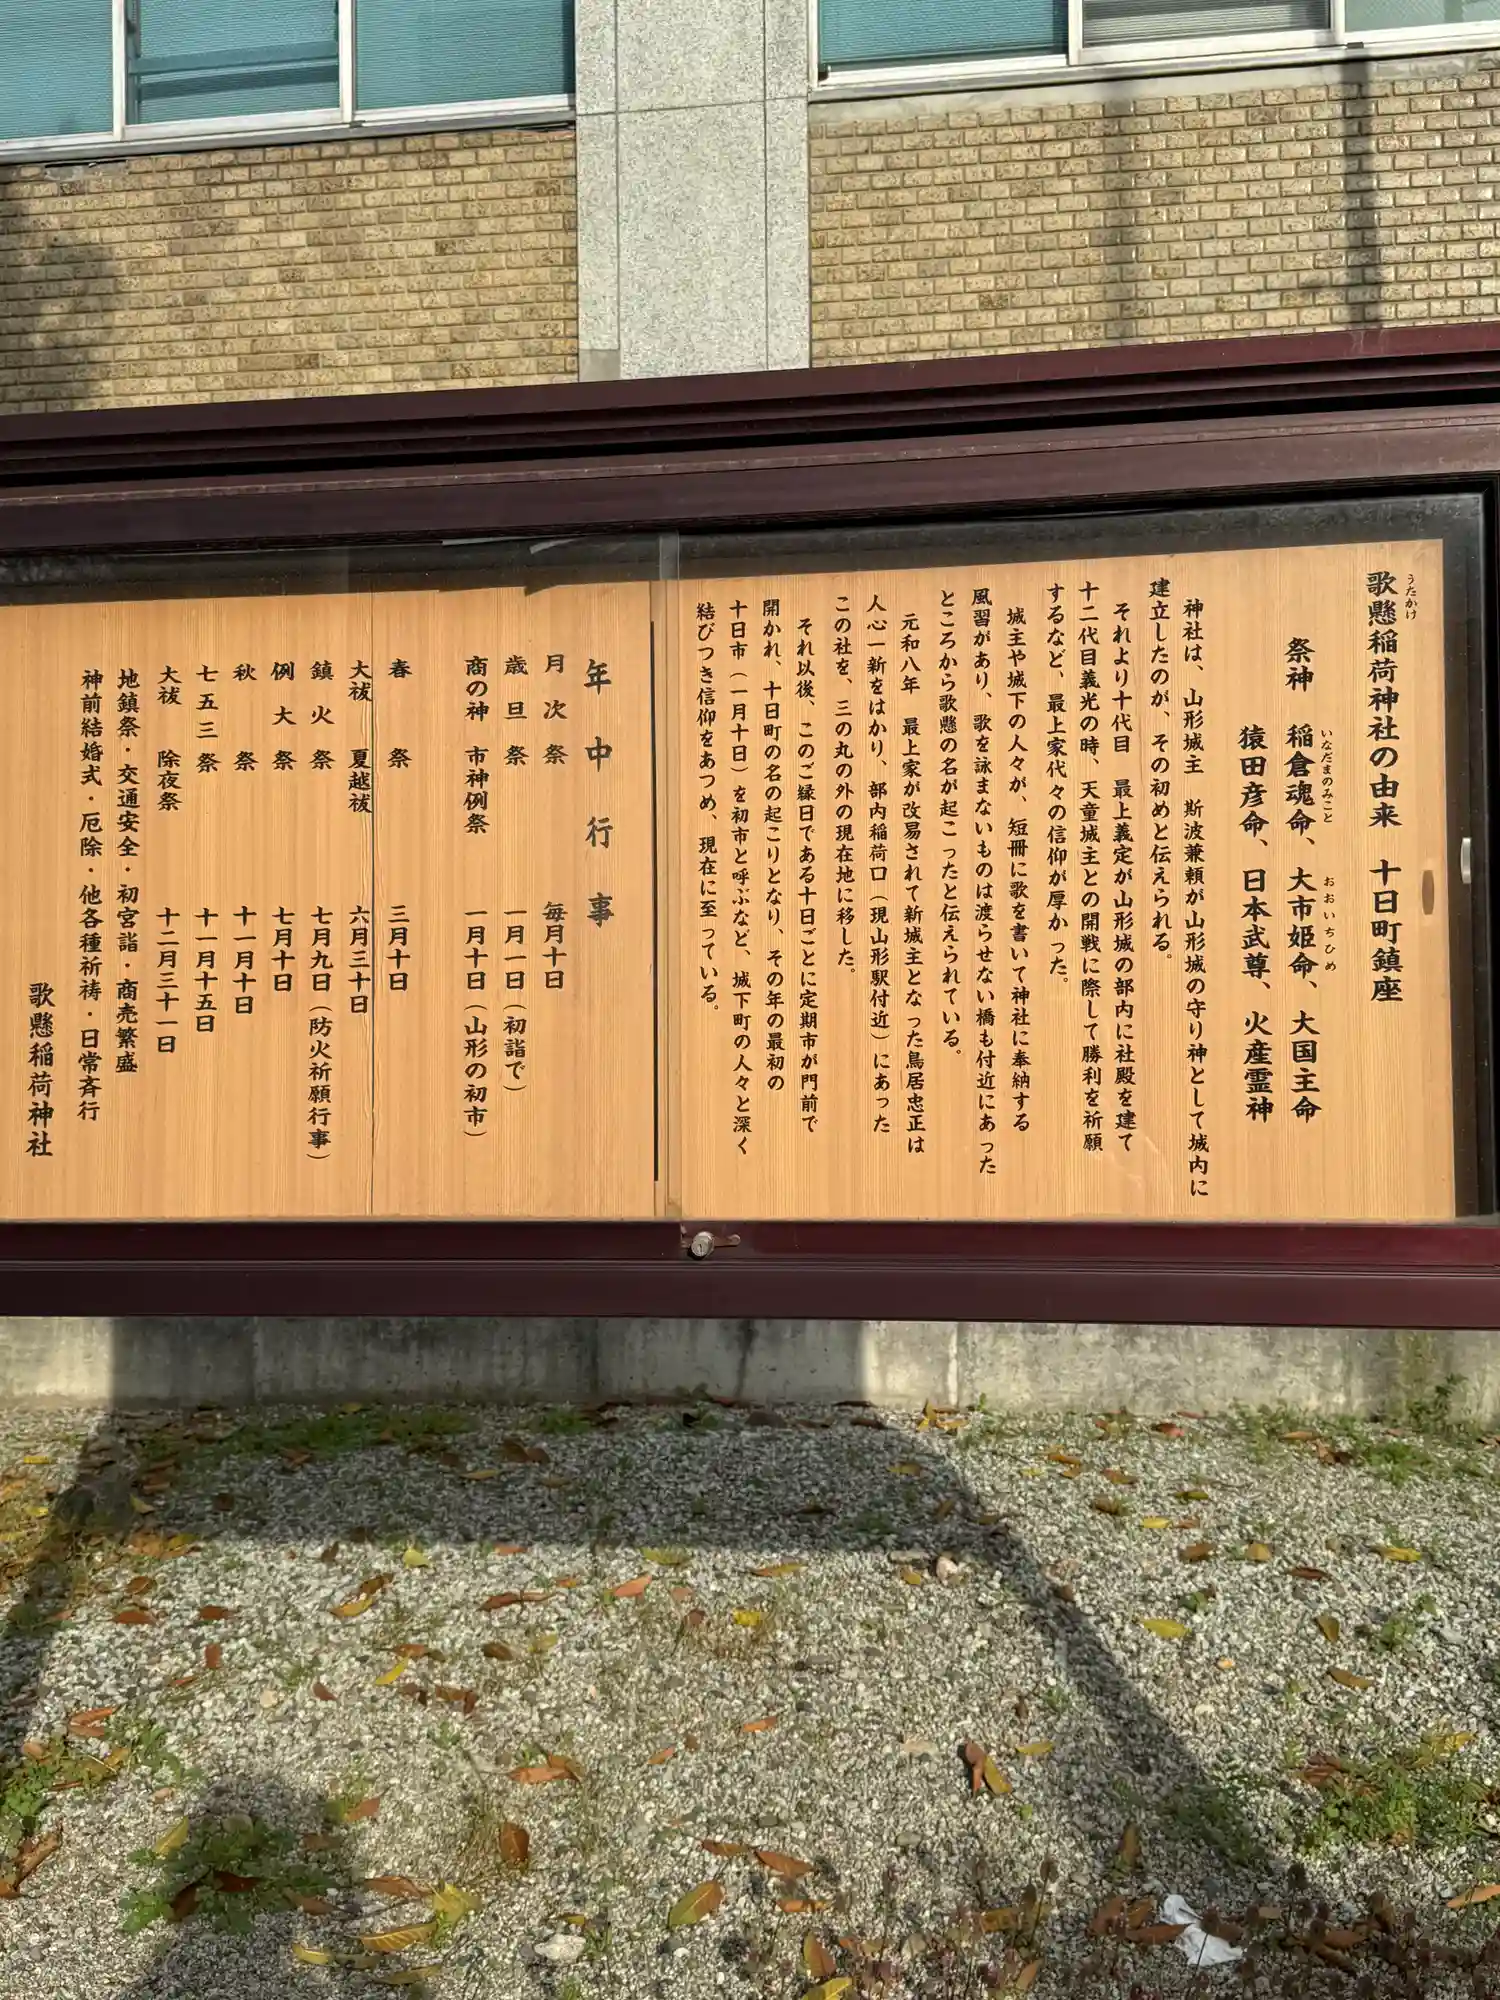 歌懸稲荷神社の由来 十日町鎮座
うたかけ
祭神 稲倉魂命、大市姫命、大国主命
いなだまのみこと おおいちひめ
猿田彦命、日本武尊、火産霊神
神社は、山形城主 斯波兼頼が山形城の守り神として城内に
建立したのが、その初めと伝えられる。
それより十代目 最上義定が山形城の部内に社殿を建て
十二代目義光の時、天童城主との開戦に際して勝利を祈願
するなど、最上家代々の信仰が厚かった。
城主や城下の人々が、短冊に歌を書いて神社に奉納する
風習があり、歌を詠まないものは渡らせない橋も付近にあった
ところから歌懸の名が起こったと伝えられている。
元和八年 最上家が改易されて新城主となった鳥居忠正は
人心一新をはかり、部内稲荷口（現山形駅付近）にあった
この社を、三の丸の外の現在地に移した。
それ以後、このご縁日である十日ごとに定期市が門前で
開かれ、十日町の名の起こりとなり、その年の最初の
十日市（一月十日）を初市と呼ぶなど、城下町の人々と深く
結びつき信仰をあつめ、現在に至っている。
年中行事
月次祭 毎月十日
歳旦祭 一月一日（初詣で）
商の神 市神例祭 一月十日（山形の初市）
春祭 三月十日
大祓 夏越祓 六月三十日
鎮火祭 七月九日（防火祈願行事）
例大祭 七月十日
秋祭 十一月十日
七五三祭 十一月十五日
大祓 除夜祭 十二月三十一日
地鎮祭・交通安全・初宮詣・商売繁盛
神前結婚式・厄除・他各種祈祷・日常斉行
歌懸稲荷神社